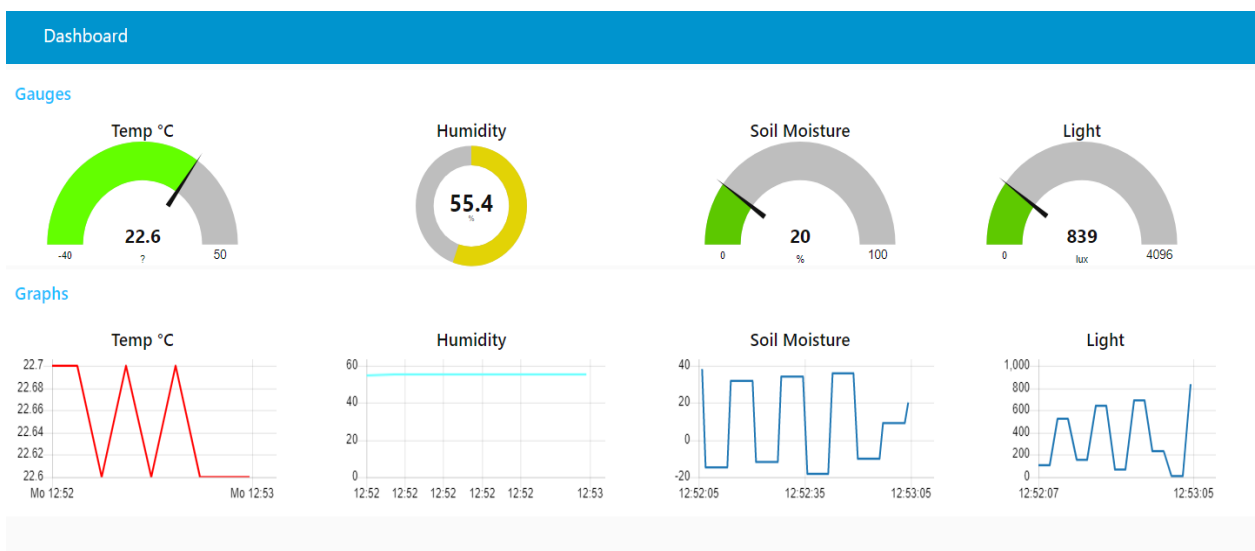 Dashboard
Gauges
Temp °C
Humidity
Soil Moisture
Light
22.6
-40
?
50
55.4
%
20
0
%
100
839
0
lux
4096
Graphs
Temp °C
Humidity
Soil Moisture
Light
22.7
22.68
22.66
22.64
22.62
22.6
Mo 12:52
Mo 12:53
60
40
20
0
12:52 12:52 12:52 12:52 12:52 12:53
40
20
0
-20
12:52:05 12:52:35 12:53:05
1,000
800
600
400
200
0
12:52:07 12:53:05